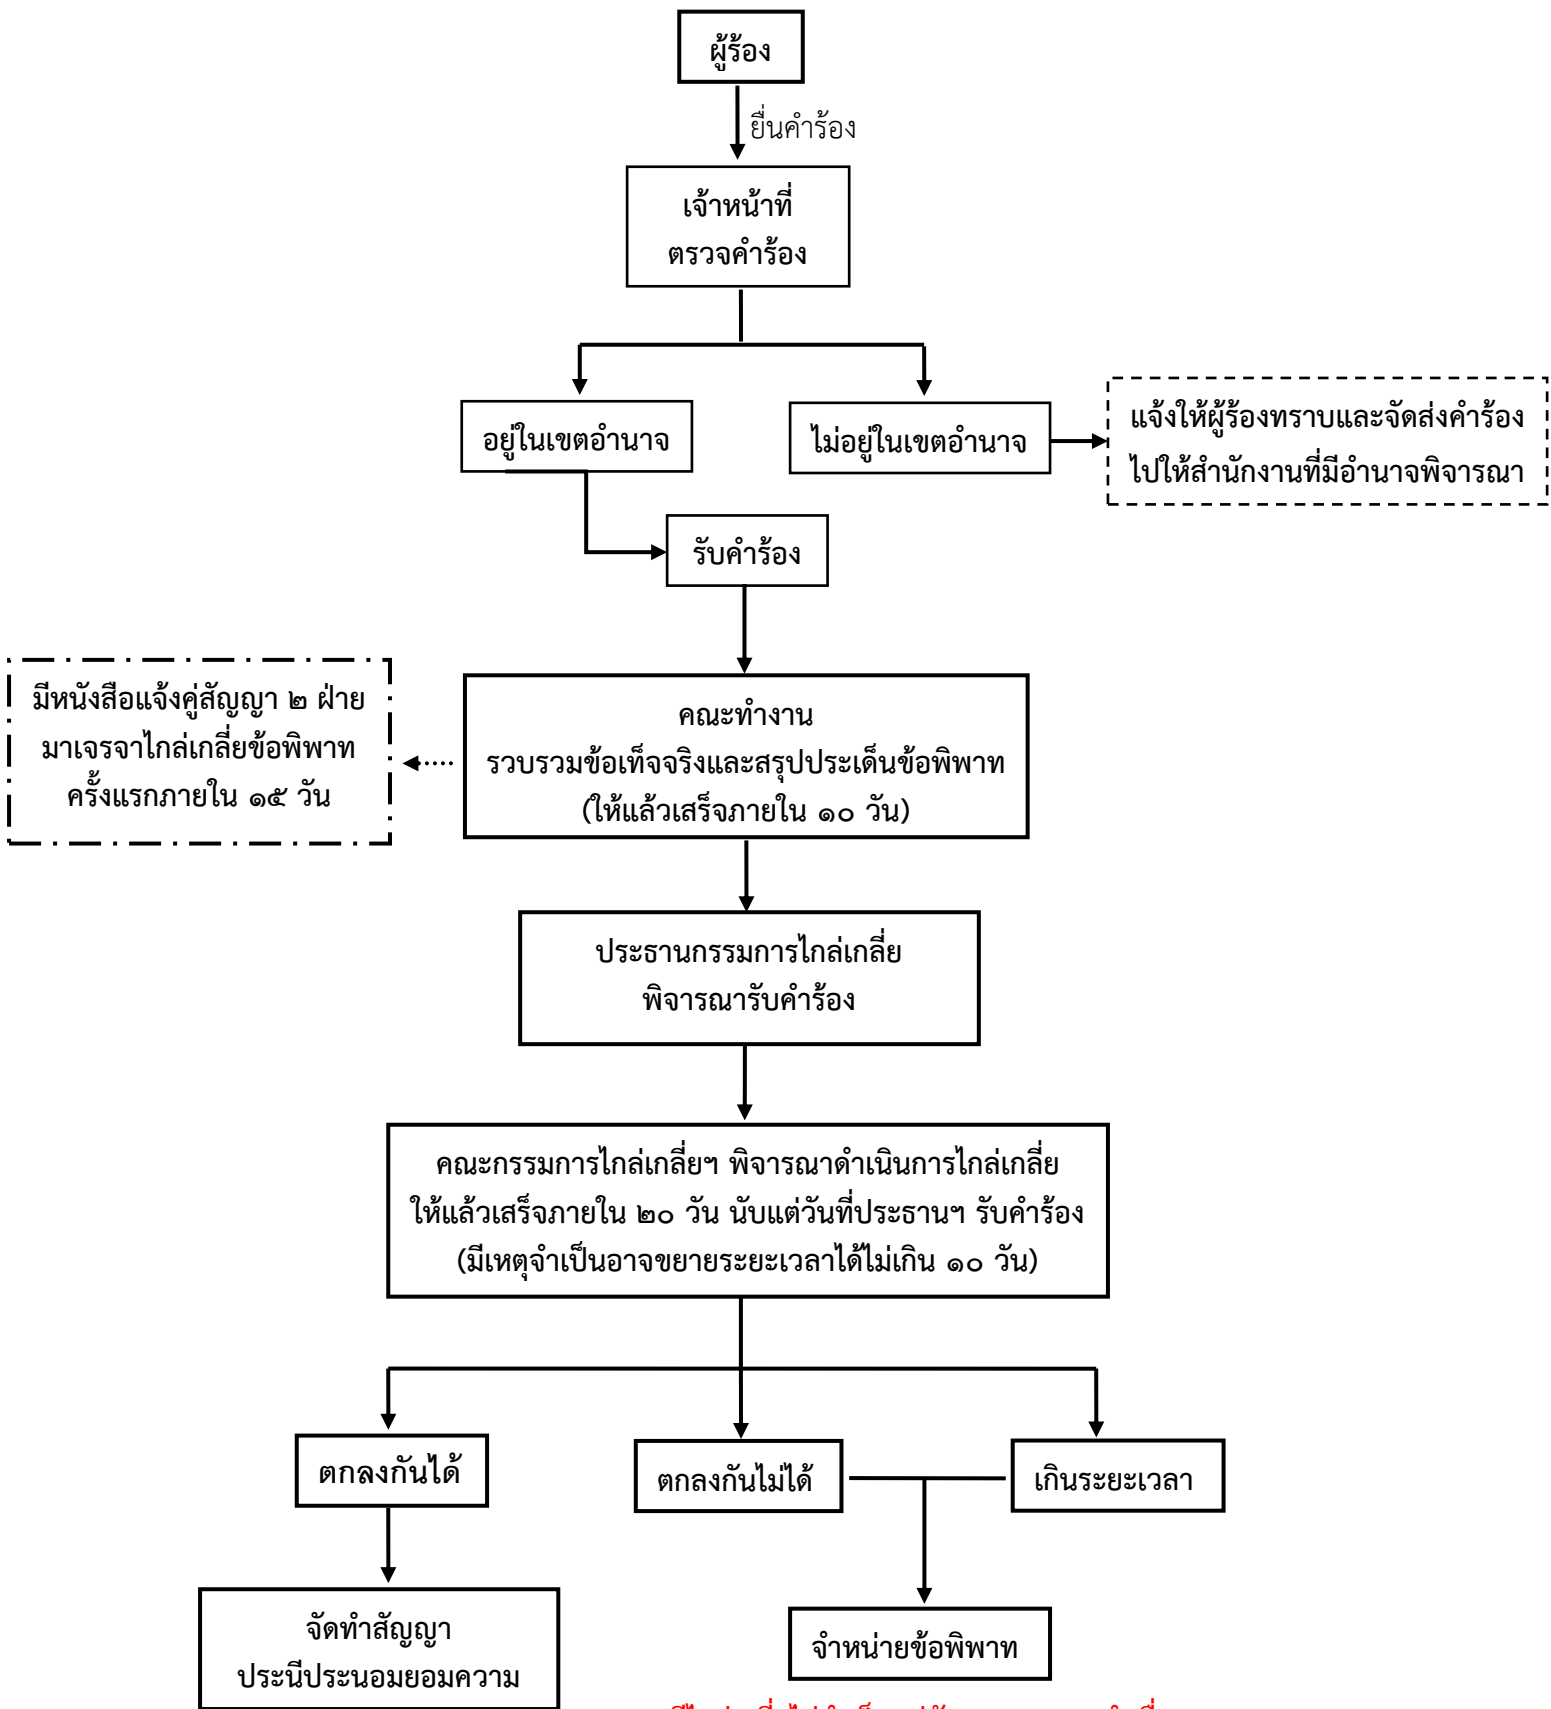 ผู้ร้อง
ยื่นคำร้อง
เจ้าหน้าที่
ตรวจคำร้อง
อยู่ในเขตอำนาจ
ไม่อยู่ในเขตอำนาจ
แจ้งให้ผู้ร้องทราบและจัดส่งคำร้อง
ไปให้สำนักงานที่มีอำนาจพิจารณา
รับคำร้อง
มีหนังสือแจ้งคู่สัญญา ๒ ฝ่าย
มาเจรจาไกล่เกลี่ยข้อพิพาท
ครั้งแรกภายใน ๑๕ วัน
คณะทำงาน
รวบรวมข้อเท็จจริงและสรุปประเด็นข้อพิพาท
(ให้แล้วเสร็จภายใน ๑๐ วัน)
ประธานกรรมการไกล่เกลี่ย
พิจารณารับคำร้อง
คณะกรรมการไกล่เกลี่ยฯ พิจารณาดำเนินการไกล่เกลี่ย
ให้แล้วเสร็จภายใน ๒๐ วัน นับแต่วันที่ประธานฯ รับคำร้อง
(มีเหตุจำเป็นอาจขยายระยะเวลาได้ไม่เกิน ๑๐ วัน)
ตกลงกันได้
ตกลงกันไม่ได้
เกินระยะเวลา
จัดทำสัญญา
ประนีประนอมยอมความ
จำหน่ายข้อพิพาท